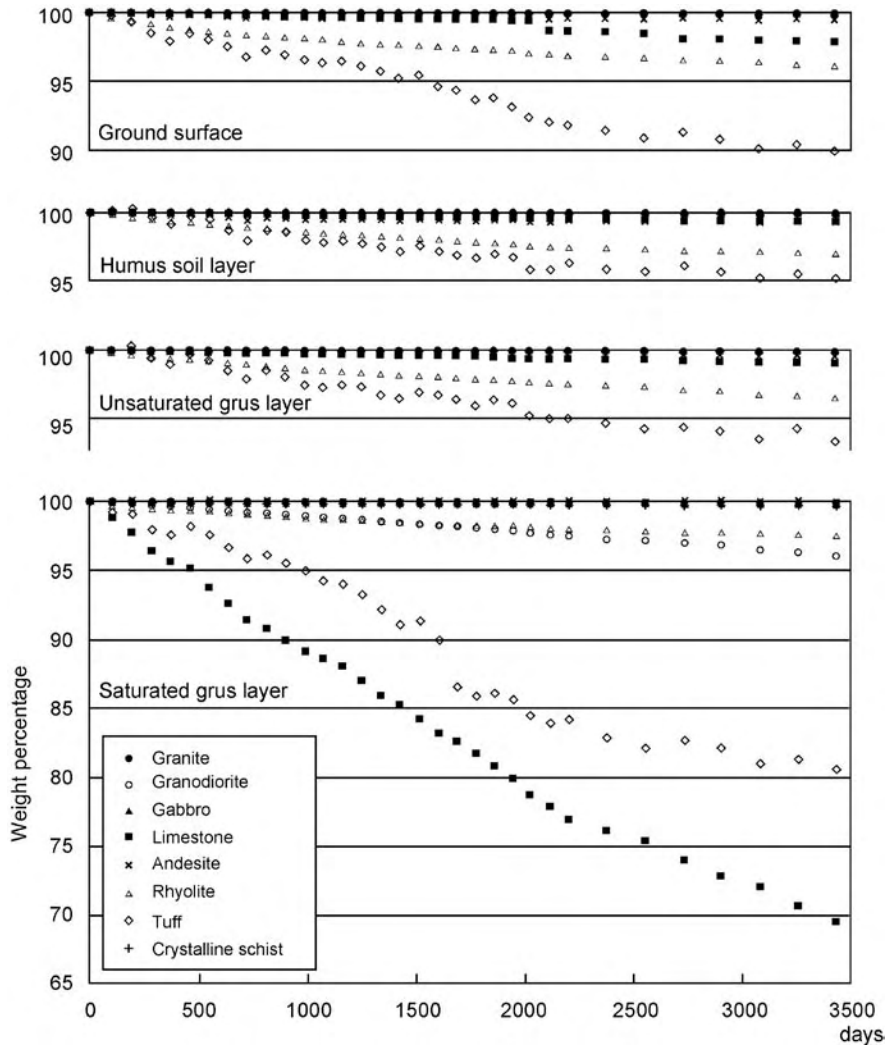 100
95
Ground surface
90
100
Humus soil layer
95
100
Unsaturated grus layer
95
100
95
90
Saturated grus layer
85
80
75
70
65
Weight percentage
Granite
Granodiorite
Gabbro
Limestone
Andesite
Rhyolite
Tuff
Crystalline schist
0 500 1000 1500 2000 2500 3000 3500
days